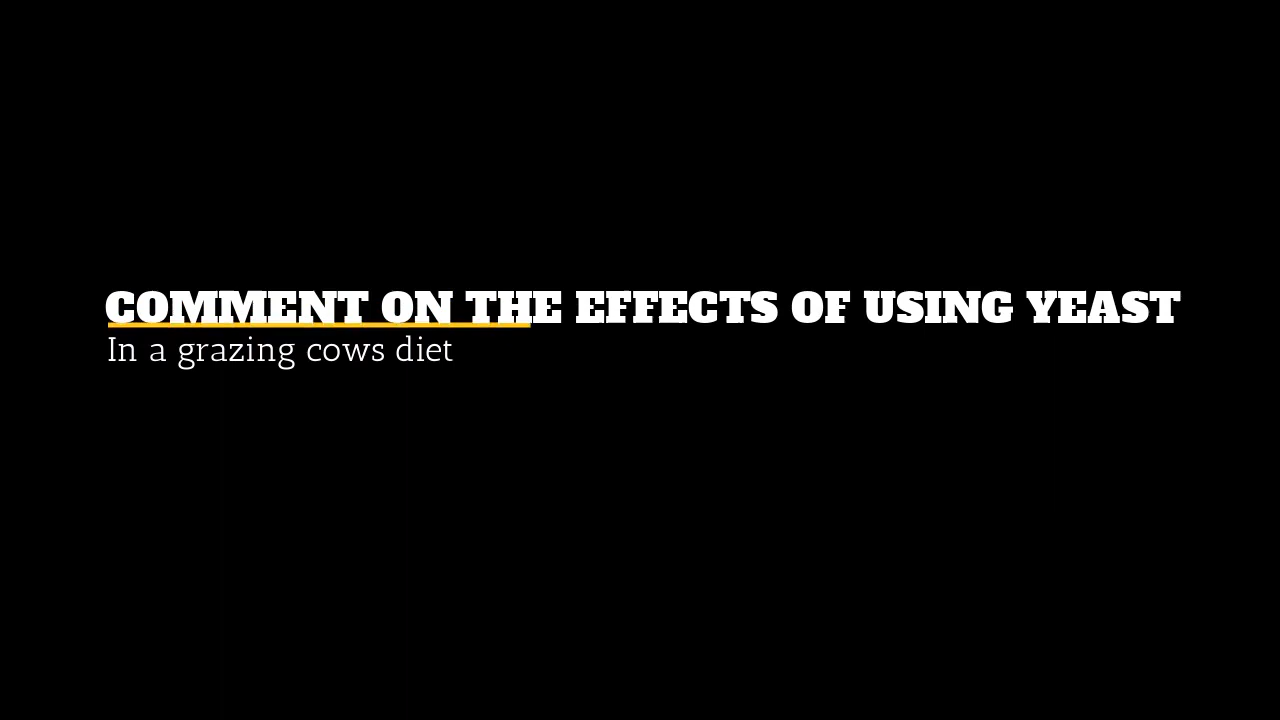 COMMENT ON THE EFFECTS OF USING YEAST
In a grazing cows diet